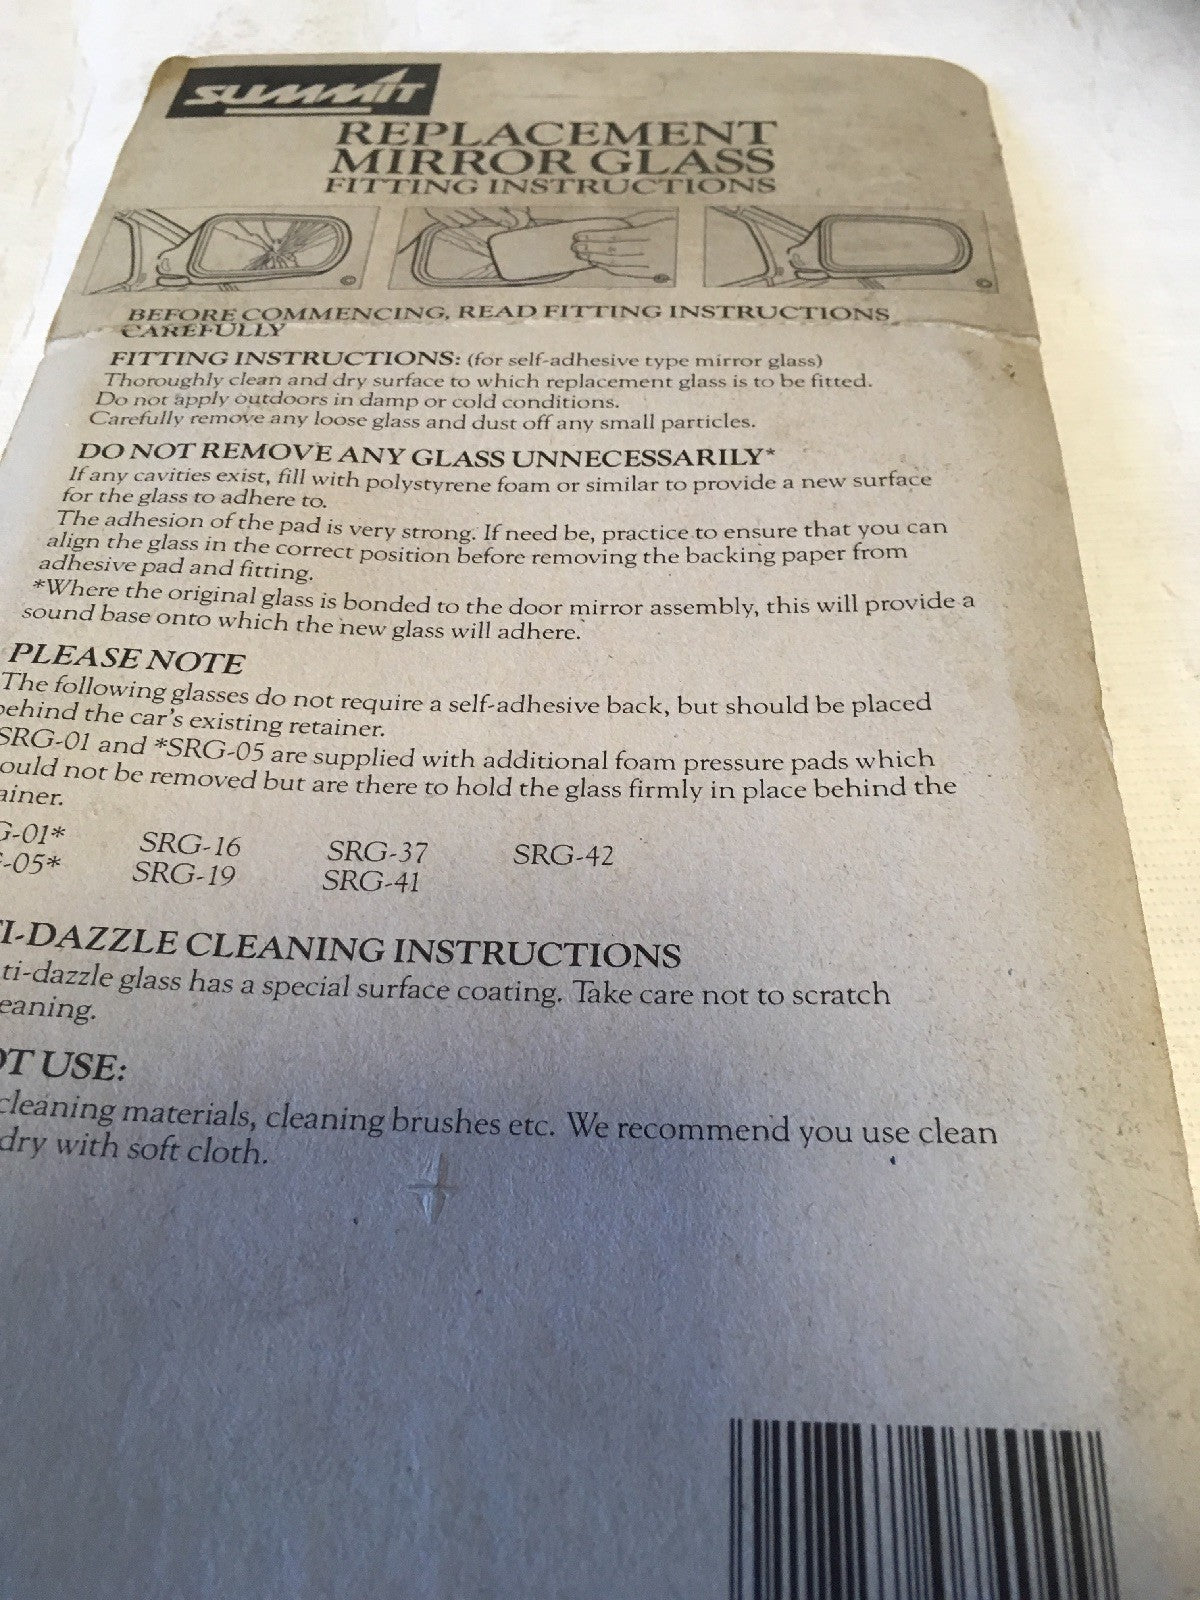 SUMMIT
REPLACEMENT
MIRROR GLASS
FITTING INSTRUCTIONS
BEFORE COMMENCING, READ FITTING INSTRUCTIONS
CAREFULLY
FITTING INSTRUCTIONS: (for self-adhesive type mirror glass)
Thoroughly clean and dry surface to which replacement glass is to be fitted.
Do not apply outdoors in damp or cold conditions.
Carefully remove any loose glass and dust off any small particles.
DO NOT REMOVE ANY GLASS UNNECESSARILY*
If any cavities exist, fill with polystyrene foam or similar to provide a new surface
for the glass to adhere to.
The adhesion of the pad is very strong. If need be, practice to ensure that you can
align the glass in the correct position before removing the backing paper from
adhesive pad and fitting.
*Where the original glass is bonded to the door mirror assembly, this will provide a
sound base onto which the new glass will adhere.
PLEASE NOTE
The following glasses do not require a self-adhesive back, but should be placed
behind the car's existing retainer.
SRG-01 and *SRG-05 are supplied with additional foam pressure pads which
ould not be removed but are there to hold the glass firmly in place behind the
ainer.
G-01* SRG-16 SRG-37 SRG-42
-05* SRG-19 SRG-41
TI-DAZZLE CLEANING INSTRUCTIONS
ti-dazzle glass has a special surface coating. Take care not to scratch
eaning.
OT USE:
cleaning materials, cleaning brushes etc. We recommend you use clean
dry with soft cloth.